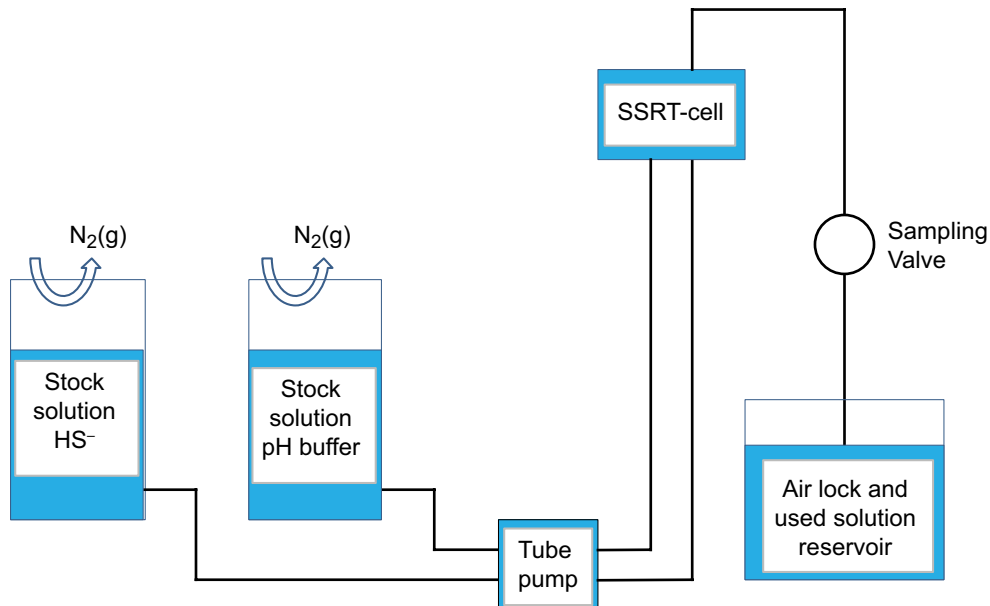 SSRT-cell
N₂(g)
N₂(g)
Sampling
Valve
Stock
solution
HS⁻
Stock
solution
pH buffer
Air lock and
used solution
reservoir
Tube
pump